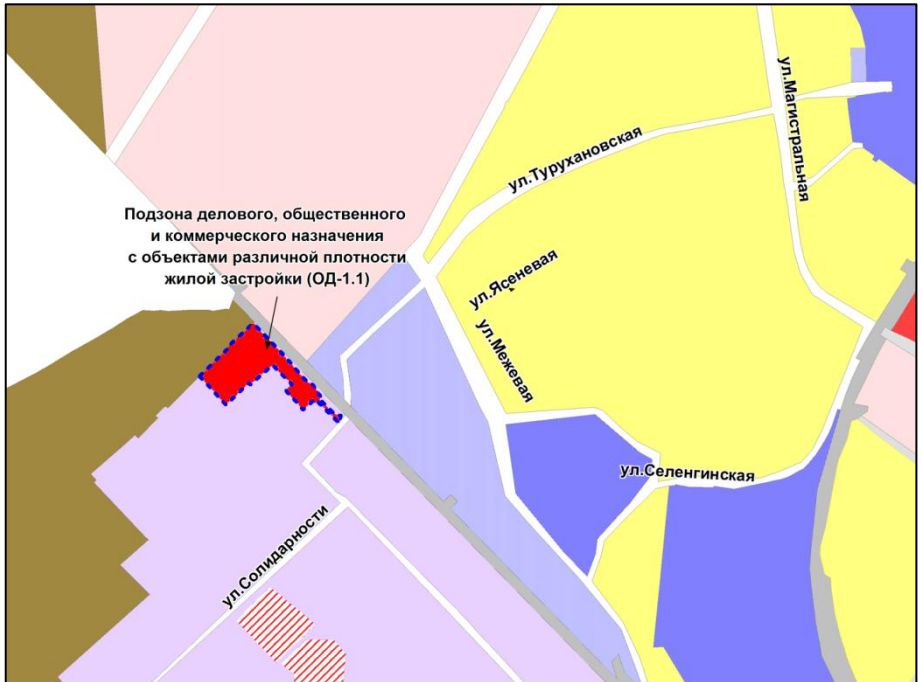 ул.Магистральная
ул.Турухановская
Подзона делового, общественного
и коммерческого назначения
с объектами различной плотности
жилой застройки (ОД-1.1)
ул.Ясеневая
ул.Межевая
ул.Селенгинская
ул.Солидарности